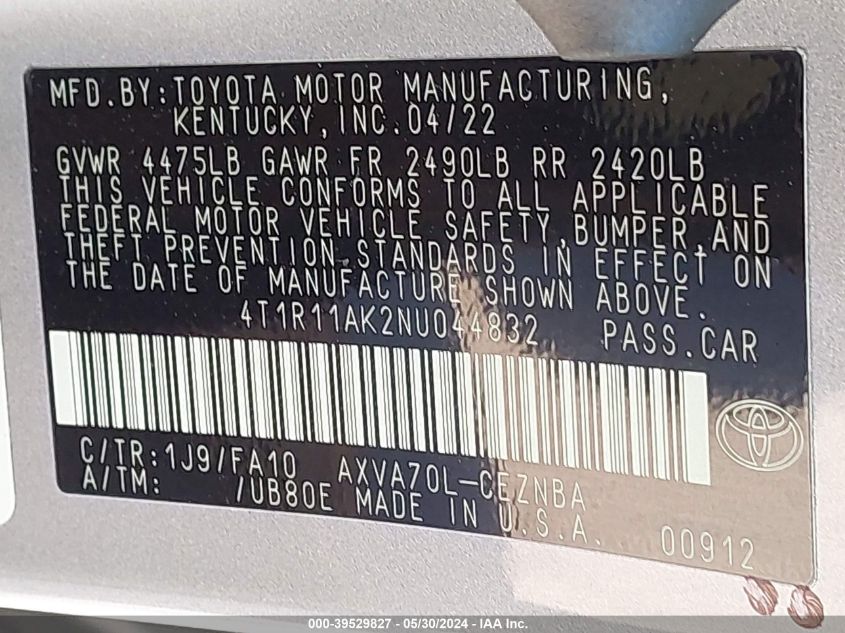 MFD.BY:TOYOTA MOTOR MANUFACTURING,
KENTUCKY,INC.04/22
GVWR 4475LB GAWR FR 2490LB RR 2420LB
THIS VEHICLE CONFORMS TO ALL APPLICABLE
FEDERAL MOTOR VEHICLE SAFETY,BUMPER,AND
THEFT PREVENTION STANDARDS IN EFFECT ON
THE DATE OF MANUFACTURE SHOWN ABOVE.
4T1R11AK2NU044832 PASS.CAR
C/TR:1J9/FA10 AXVA70L-CEZNBA
A/TM: /UB80E MADE IN U.S.A. 00912
000-39529827 - 05/30/2024 - IAA Inc.